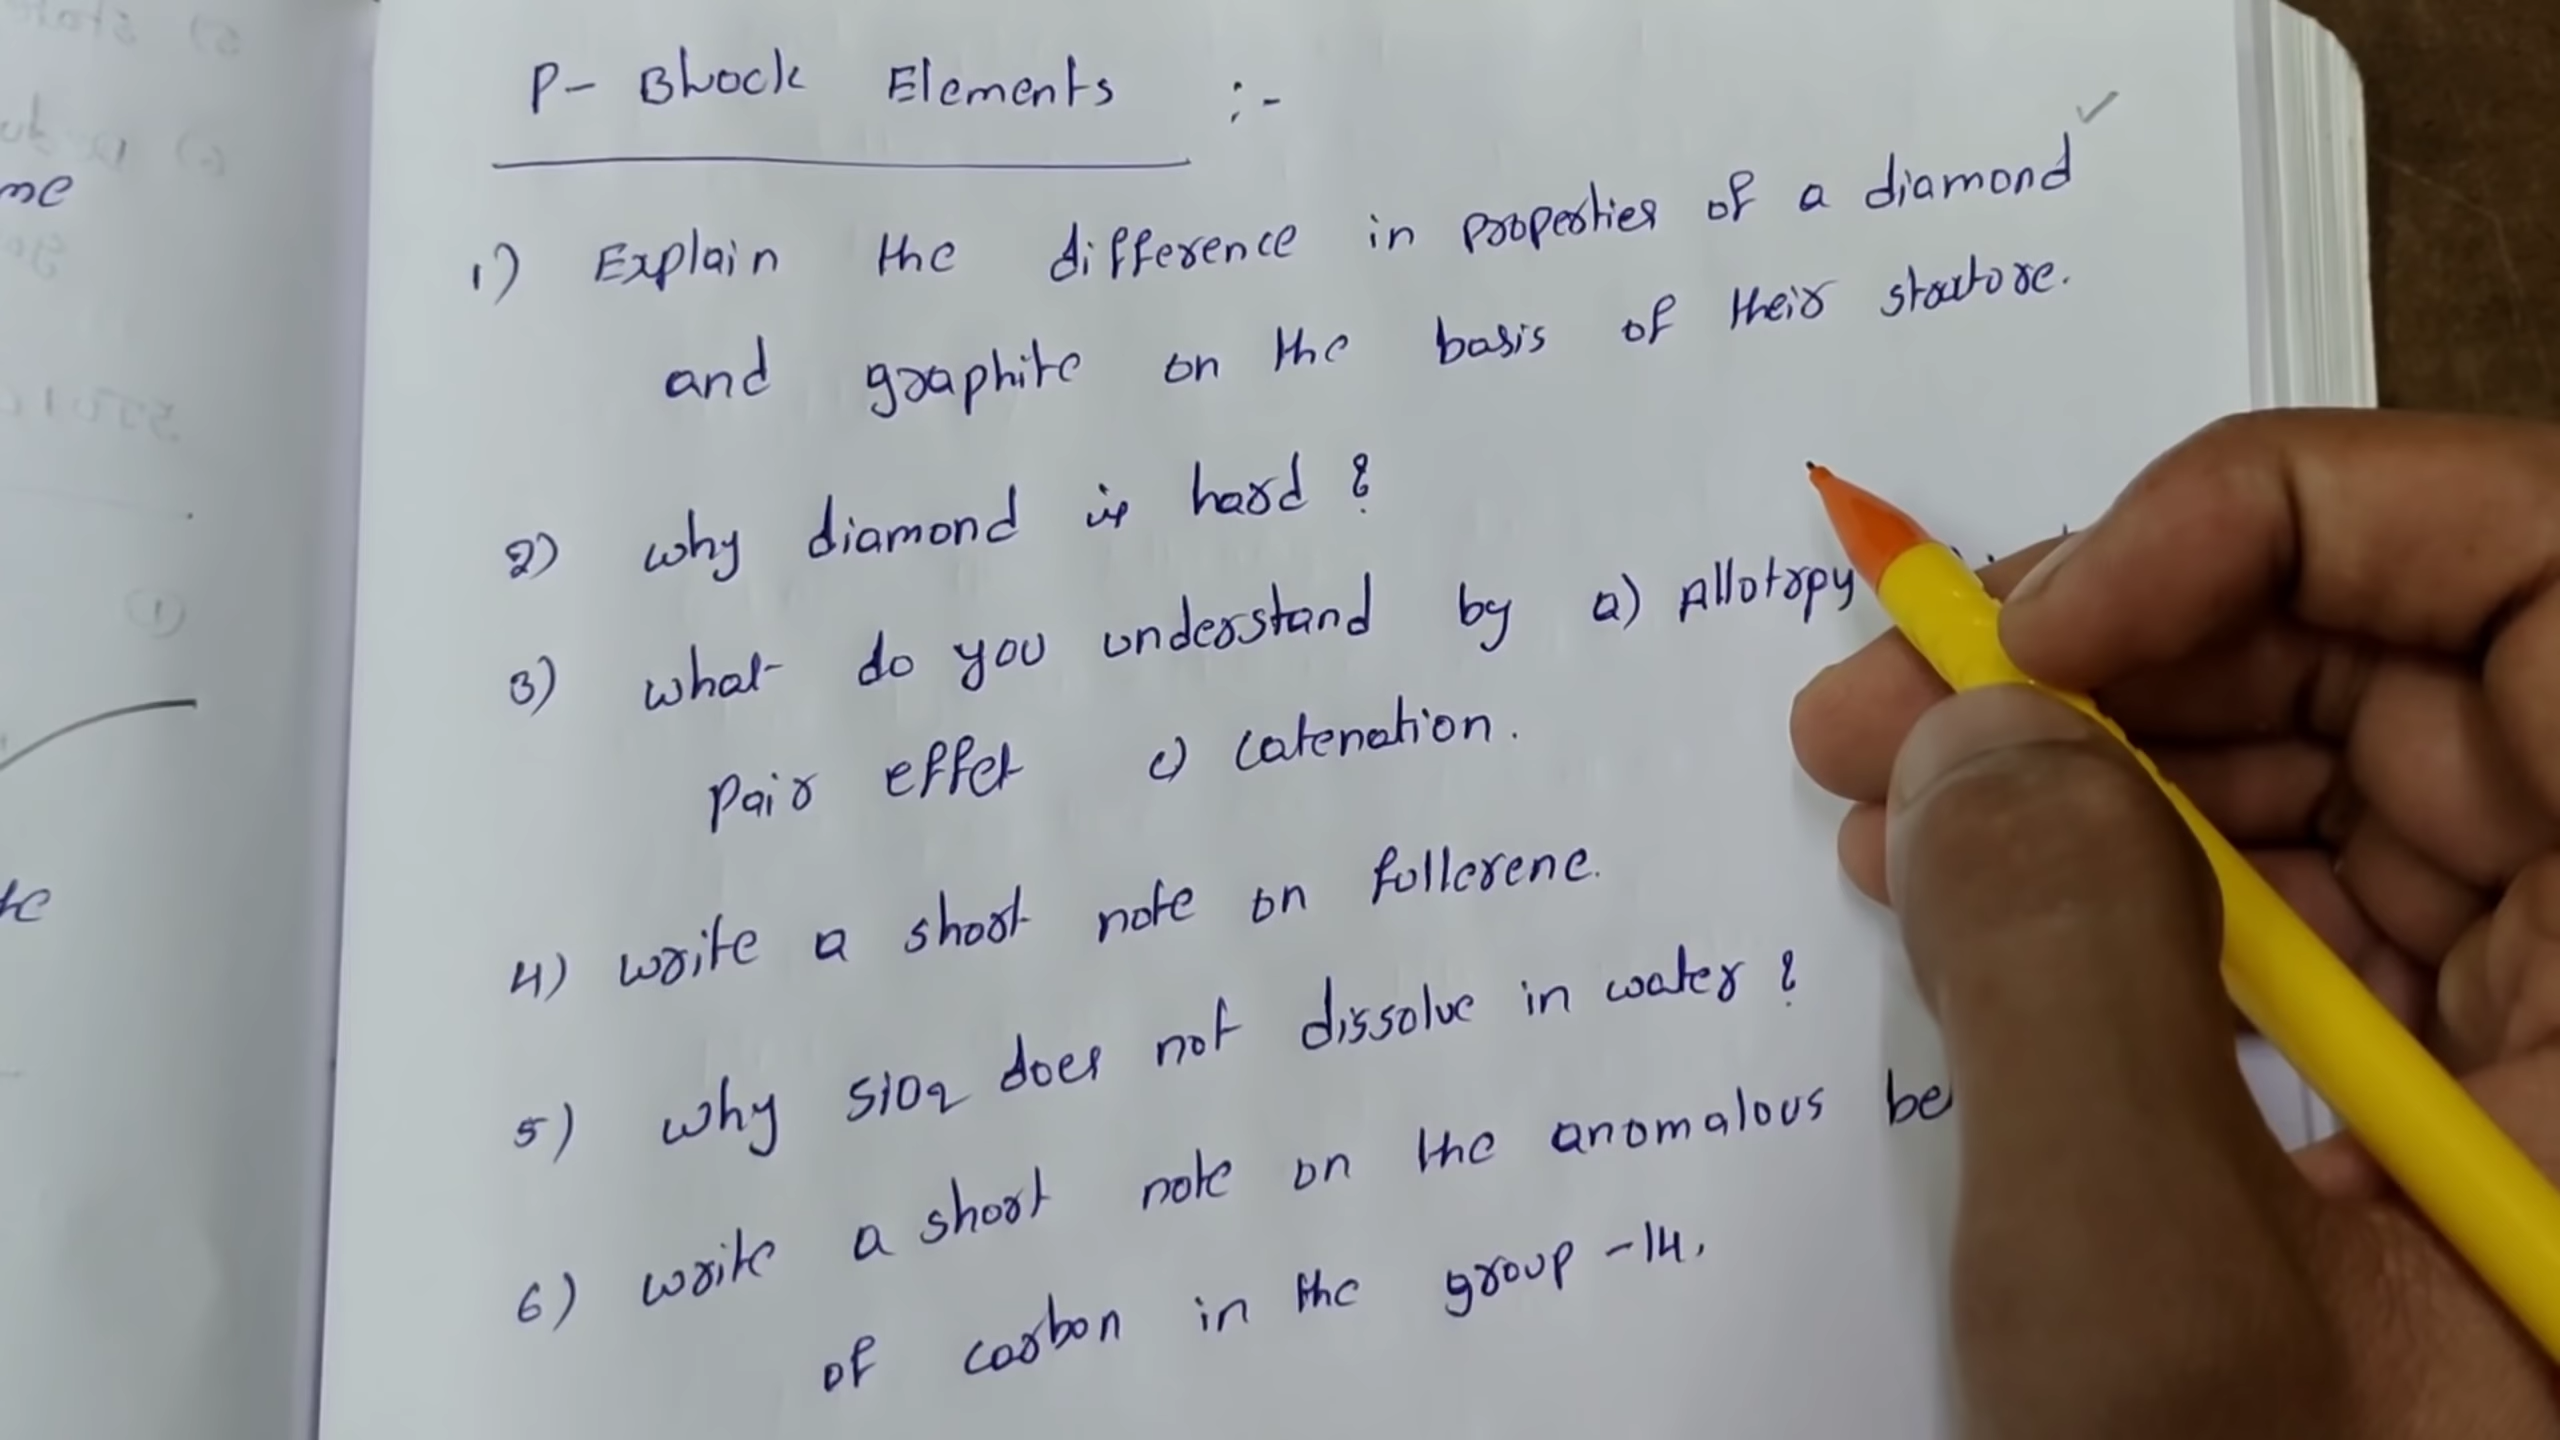 P- Bhock Elements :-
1) Explain the difference in properties of a diamond
and graphite on the basis of their stoutore.
2) why diamond is hard ?
3) what do you understand by a) Allotopy
Pair effet c) catenation.
4) write a short note on fullerene.
5) why SiO2 does not dissolve in water ?
6) write a short note on the anomalous be
of carbon in the group -14.